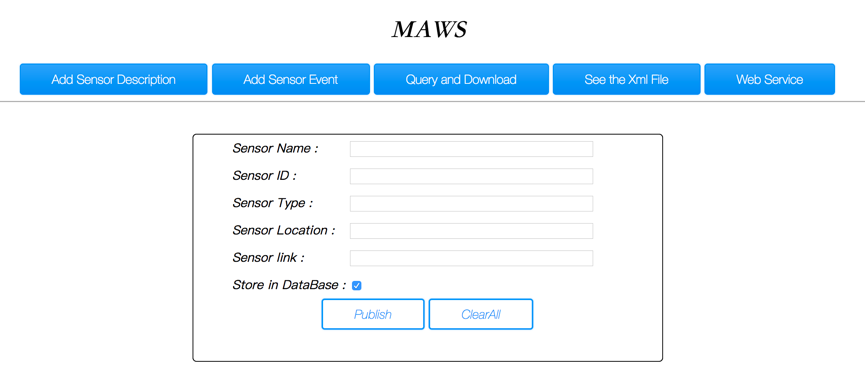 MAWS
Add Sensor Description Add Sensor Event Query and Download See the Xml File Web Service
Sensor Name :
Sensor ID :
Sensor Type :
Sensor Location :
Sensor link :
Store in DataBase :
Publish ClearAll